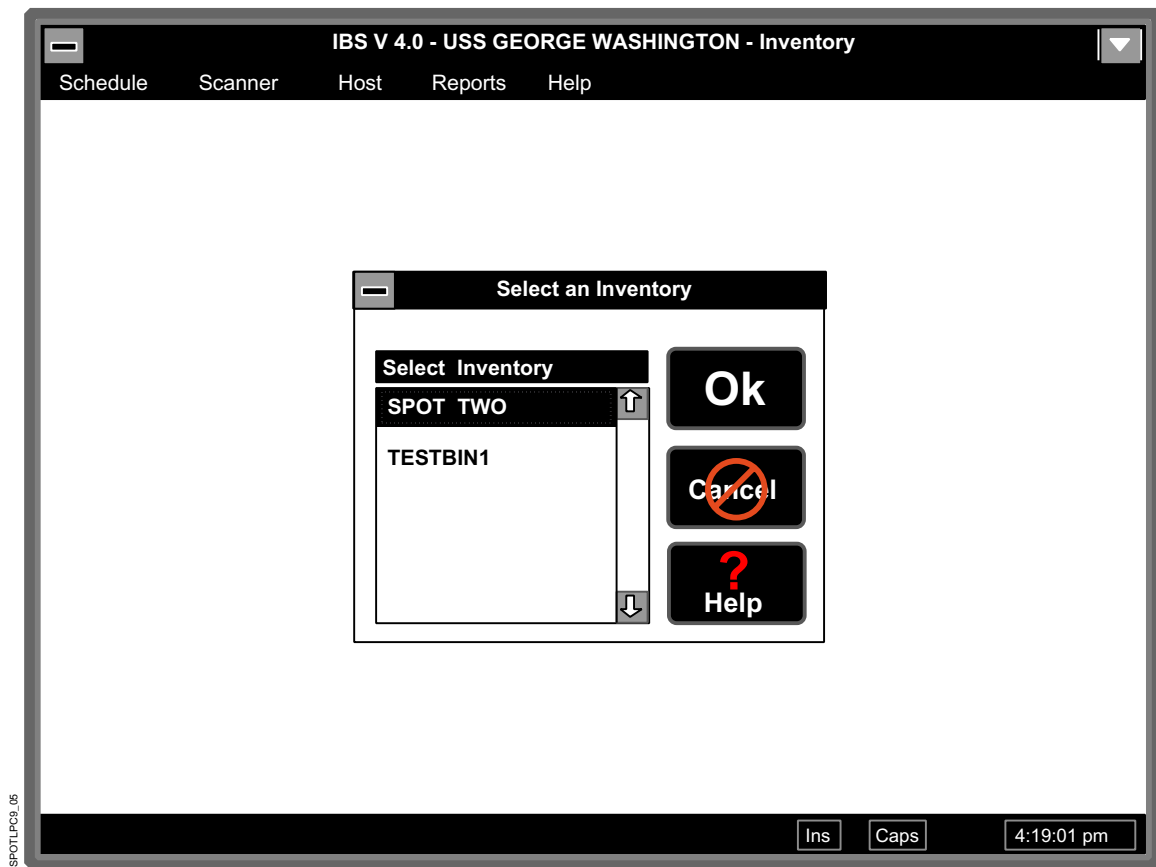 IBS V 4.0 - USS GEORGE WASHINGTON - Inventory
Schedule Scanner Host Reports Help
Select an Inventory
Select Inventory
SPOT TWO
TESTBIN1
Ok
Cancel
?
Help
Ins Caps 4:19:01 pm
SPOTLPC9_05